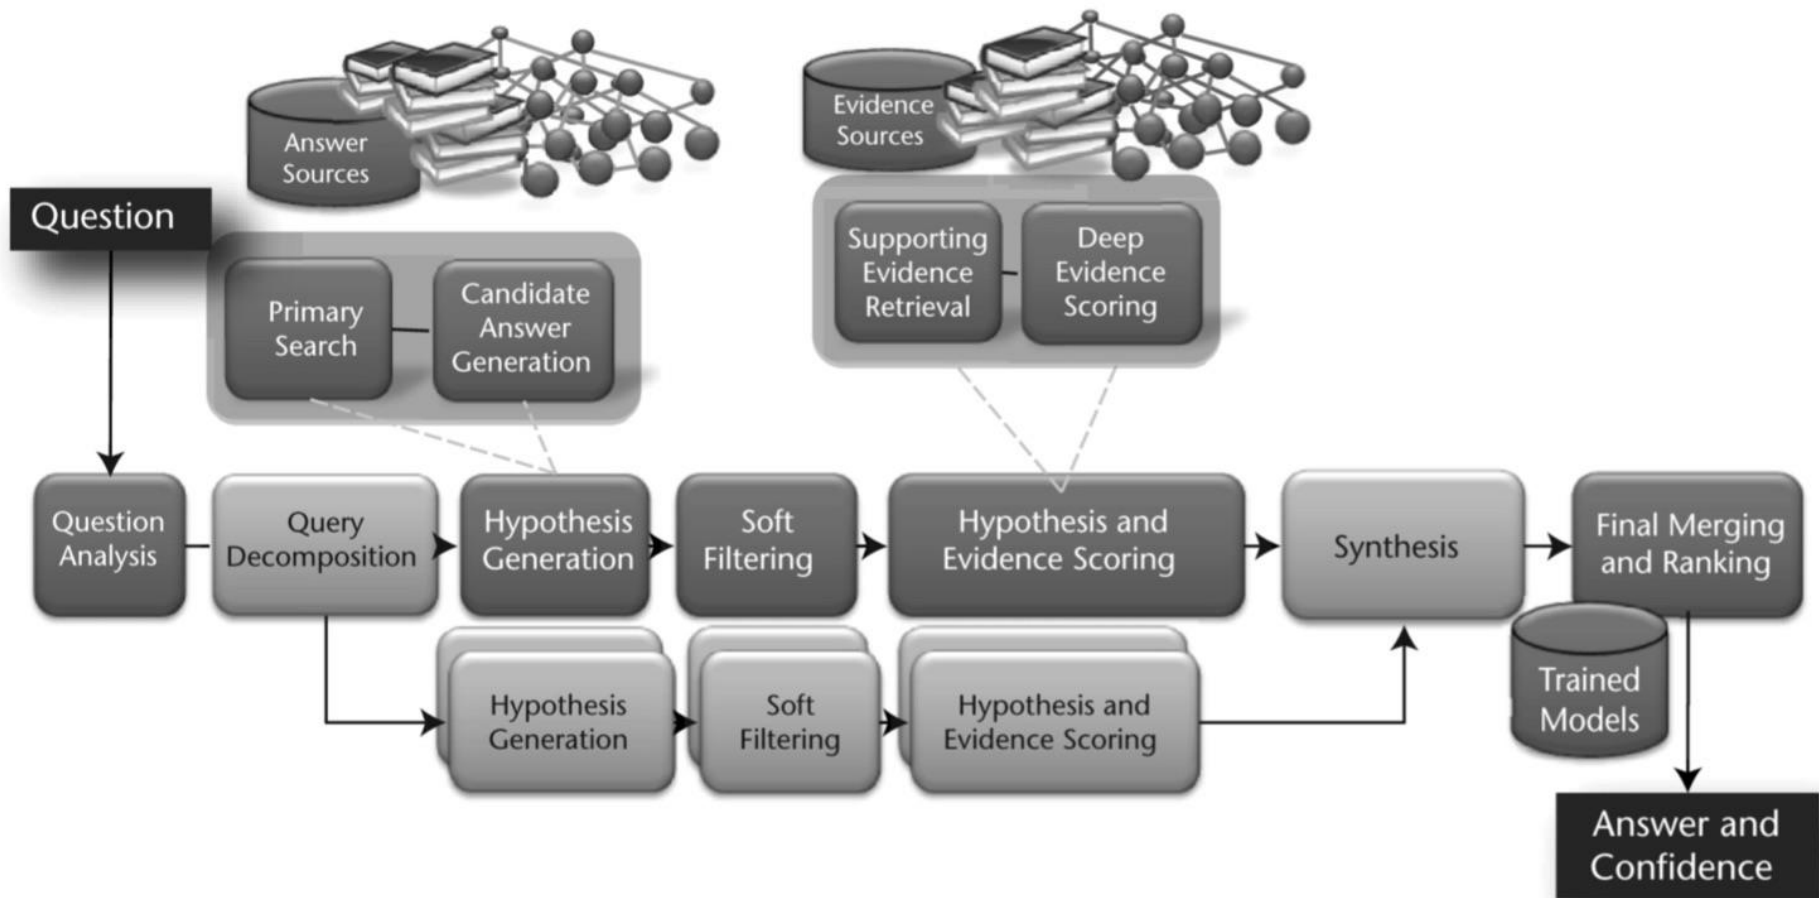 Answer
Sources
Evidence
Sources
Question
Primary
Search
Candidate
Answer
Generation
Supporting
Evidence
Retrieval
Deep
Evidence
Scoring
Question
Analysis
Query
Decomposition
Hypothesis
Generation
Soft
Filtering
Hypothesis and
Evidence Scoring
Synthesis
Final Merging
and Ranking
Hypothesis
Generation
Soft
Filtering
Hypothesis and
Evidence Scoring
Trained
Models
Answer and
Confidence